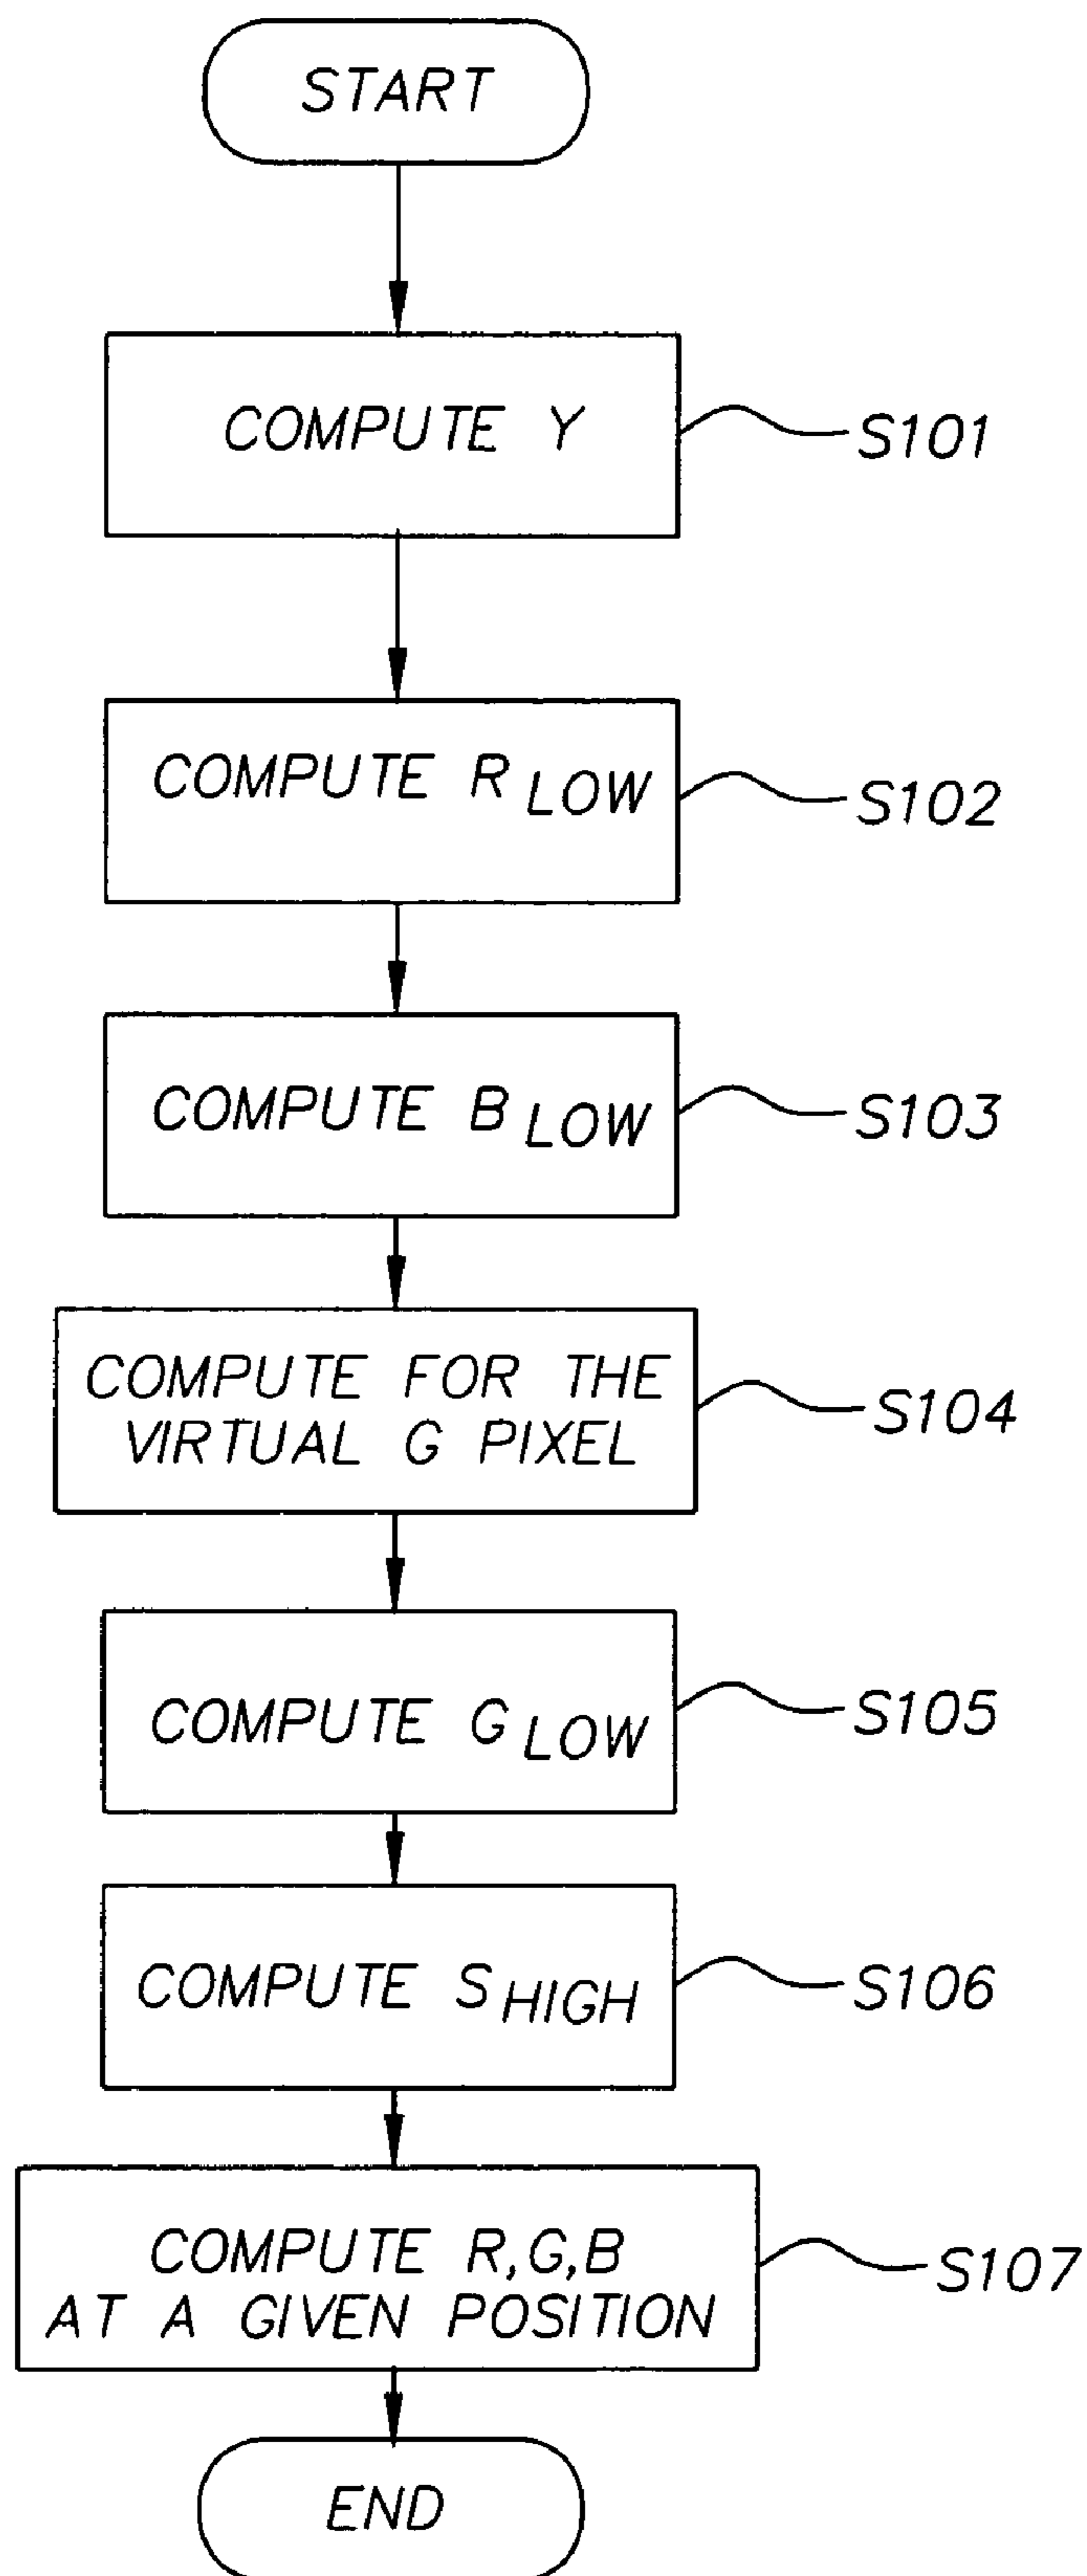 START
COMPUTE Y
S101
COMPUTE R LOW
S102
COMPUTE B LOW
S103
COMPUTE FOR THE
VIRTUAL G PIXEL
S104
COMPUTE G LOW
S105
COMPUTE S HIGH
S106
COMPUTE R,G,B
AT A GIVEN POSITION
S107
END